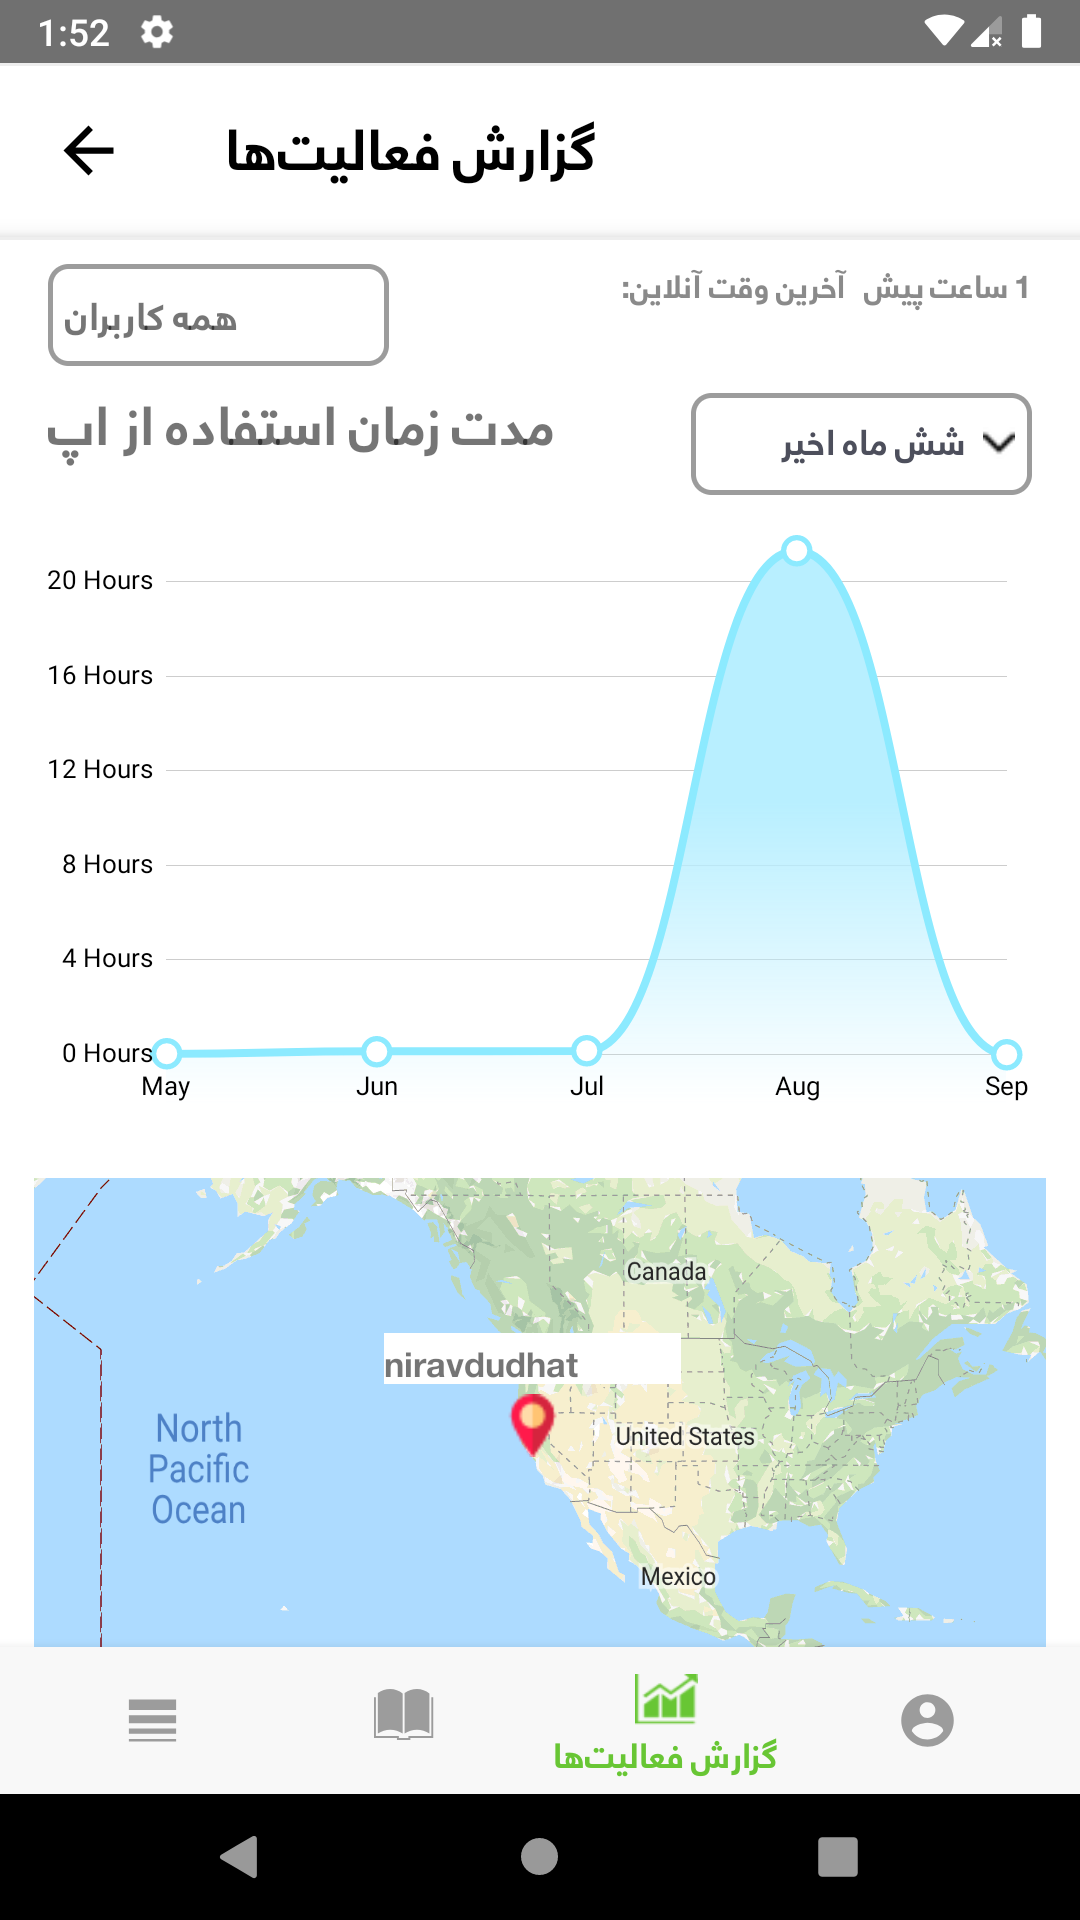 1:52
گزارش فعالیت‌ها
همه کاربران
آخرین وقت آنلاین: 1 ساعت پیش
مدت زمان استفاده از اپ
شش ماه اخیر
20 Hours
16 Hours
12 Hours
8 Hours
4 Hours
0 Hours
May Jun Jul Aug Sep
Canada
niravdudhat
North
Pacific
Ocean
United States
Mexico
گزارش فعالیت‌ها